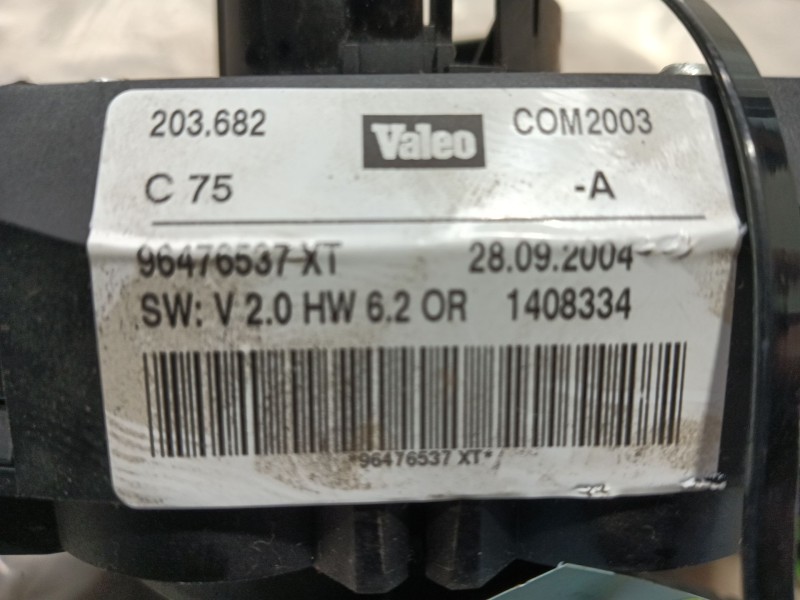 203.682 Valeo COM2003
C 75 -A
96476537-XT 28.09.2004
SW: V 2.0 HW 6.2 OR 1408334
*96476537 XT*